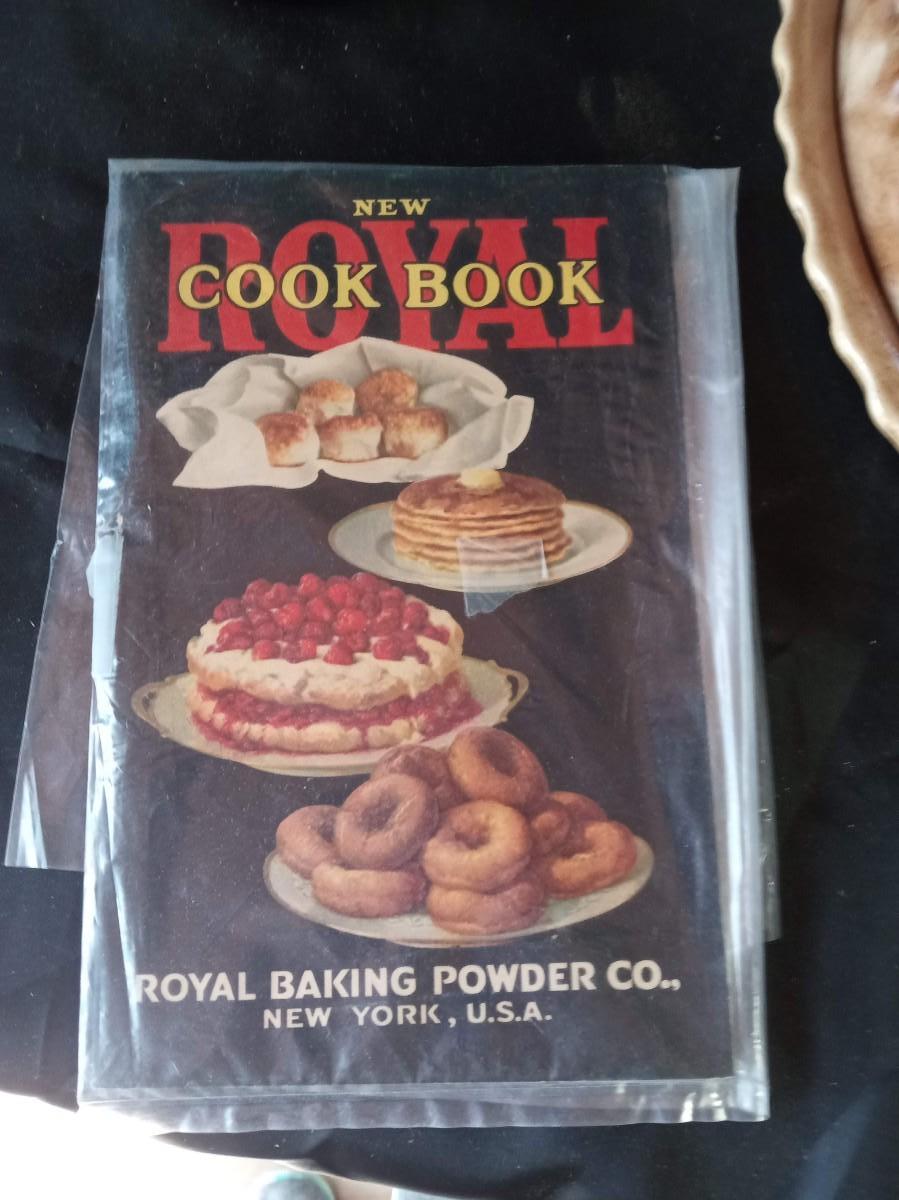 NEW
ROYAL
COOK BOOK
ROYAL BAKING POWDER CO.,
NEW YORK, U.S.A.